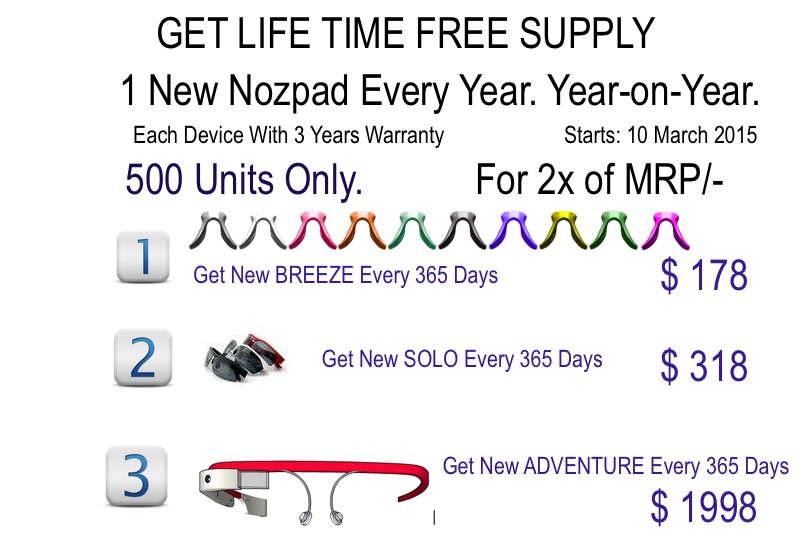 GET LIFE TIME FREE SUPPLY
1 New Nozpad Every Year. Year-on-Year.
Each Device With 3 Years Warranty
Starts: 10 March 2015
500 Units Only.
For 2x of MRP/-
1
Get New BREEZE Every 365 Days
$ 178
2
Get New SOLO Every 365 Days
$ 318
3
Get New ADVENTURE Every 365 Days
$ 1998